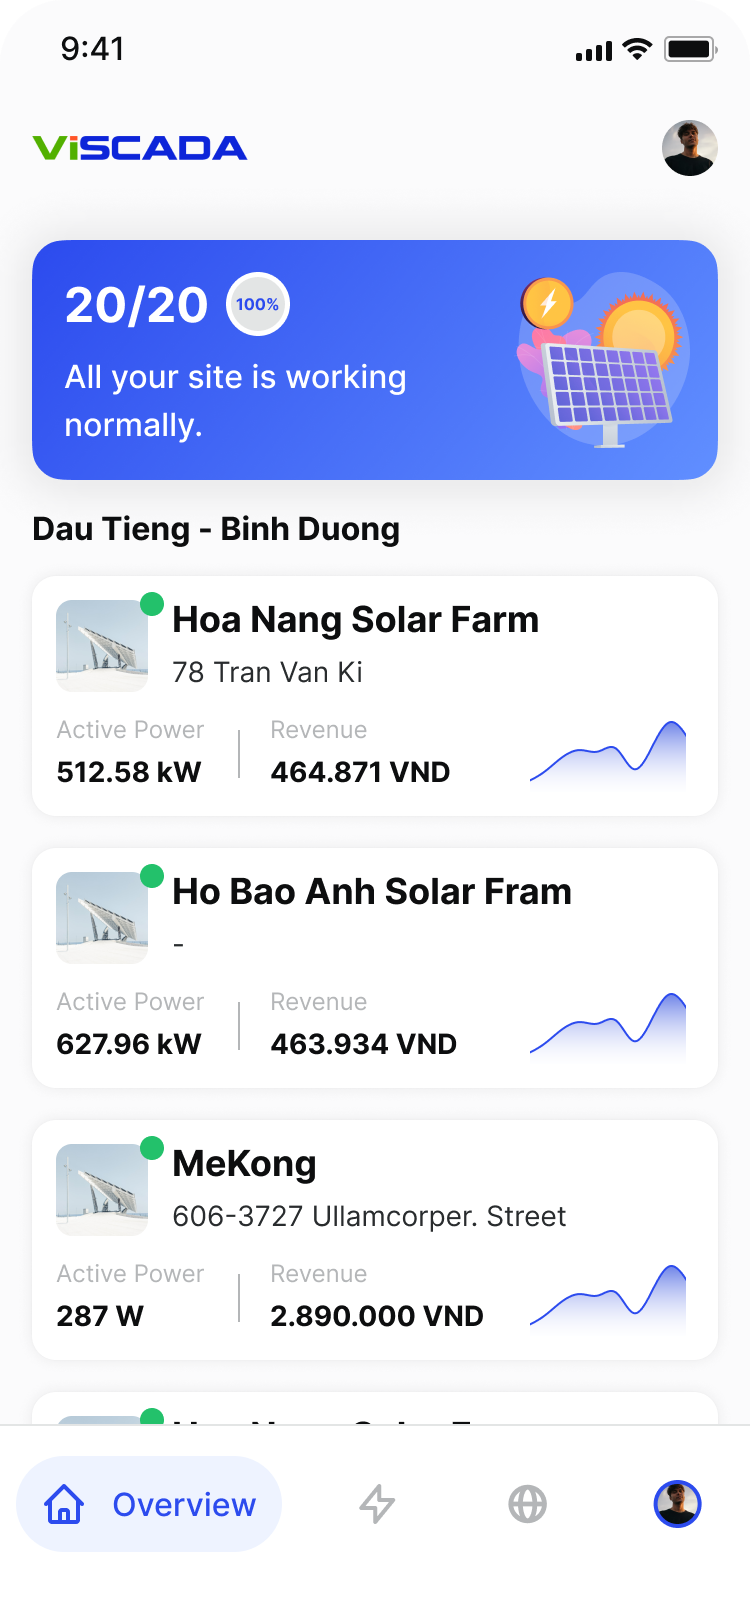 9:41
ViSCADA
20/20 100%
All your site is working
normally.
Dau Tieng - Binh Duong
Hoa Nang Solar Farm
78 Tran Van Ki
Active Power Revenue
512.58 kW 464.871 VND
Ho Bao Anh Solar Fram
-
Active Power Revenue
627.96 kW 463.934 VND
MeKong
606-3727 Ullamcorper. Street
Active Power Revenue
287 W 2.890.000 VND
Overview